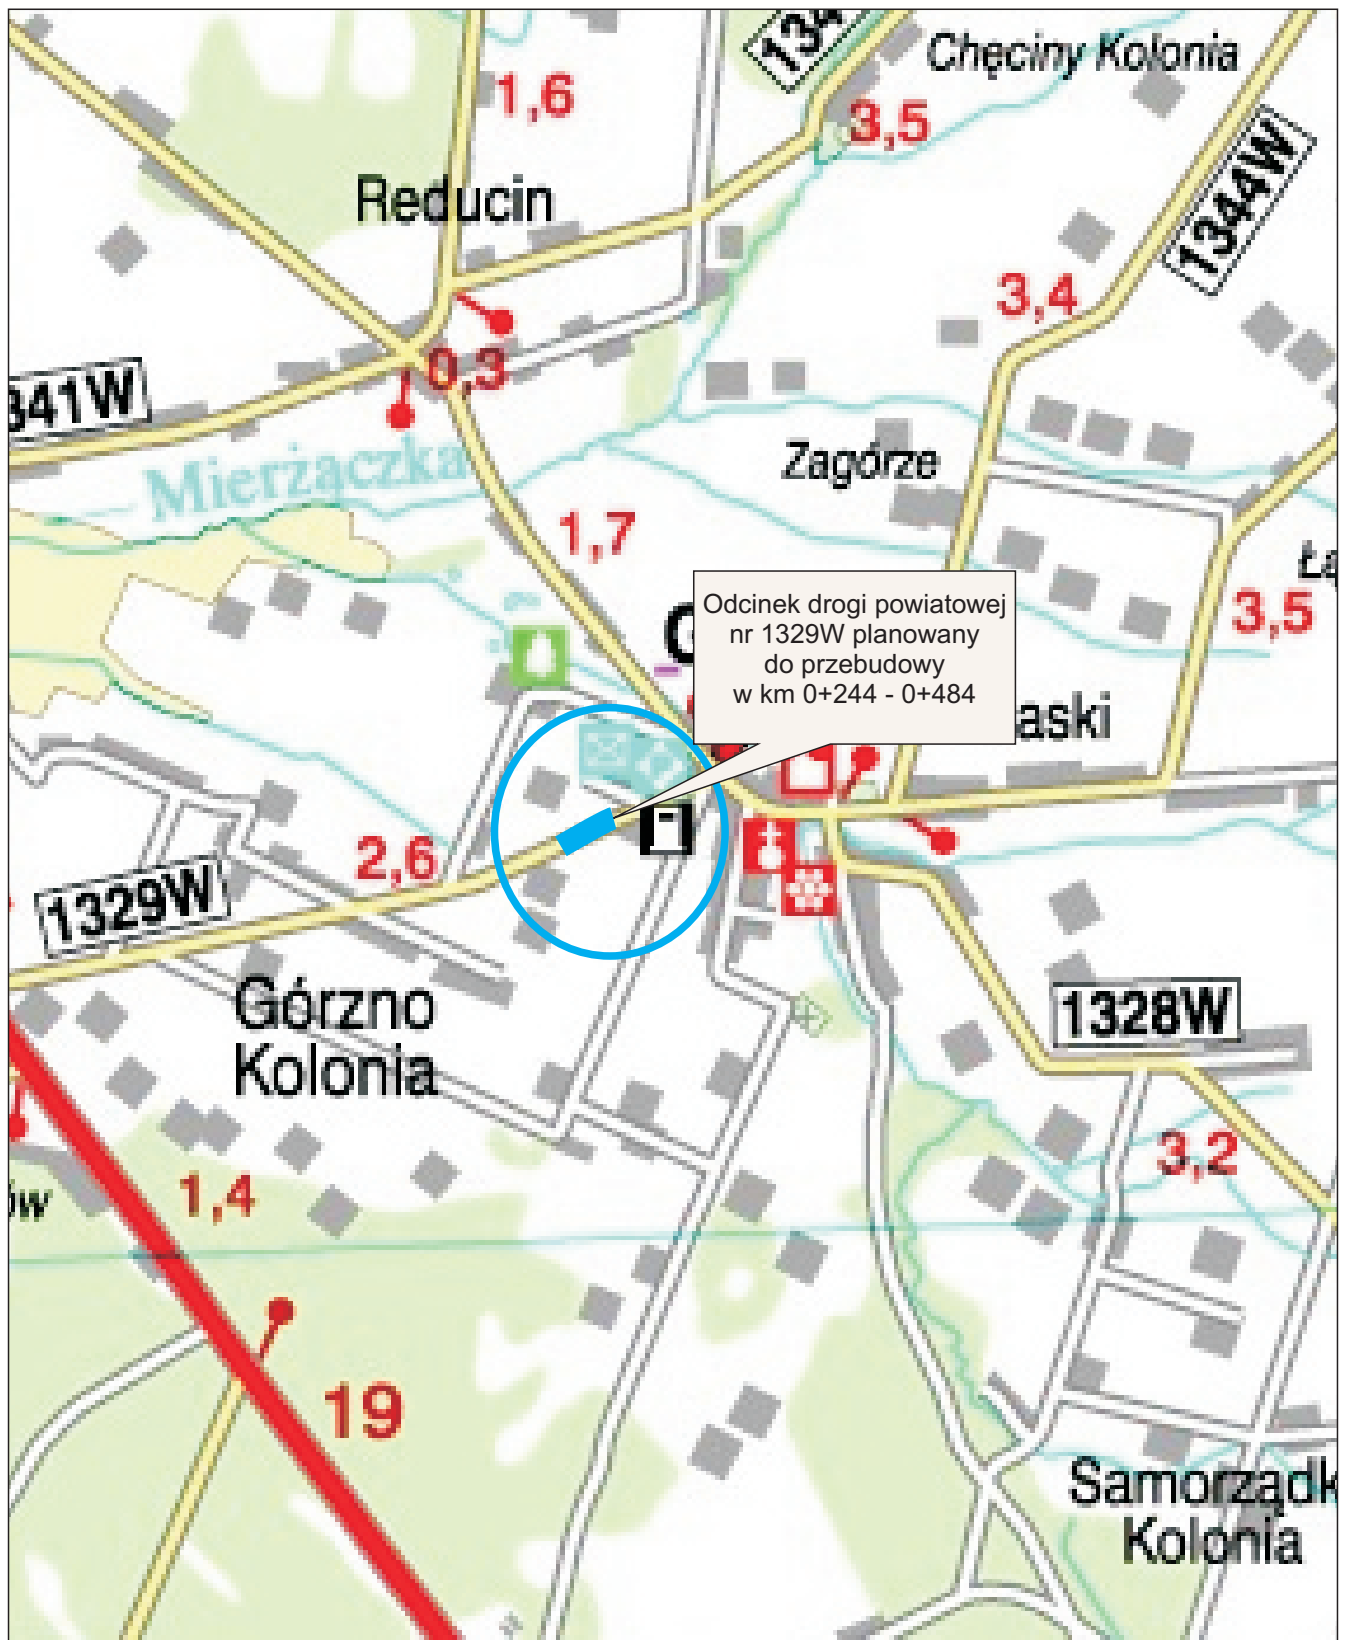 134
Chęciny Kolonia
1,6
3,5
Reducin
1344W
3,4
0,3
341W
Mierżączka
Zagórze
1,7
Ła
3,5
G
Odcinek drogi powiatowej
nr 1329W planowany
do przebudowy
w km 0+244 - 0+484
aski
2,6
1329W
Górzno
Kolonia
1328W
3,2
1,4
ów
19
Samorządk
Kolonia